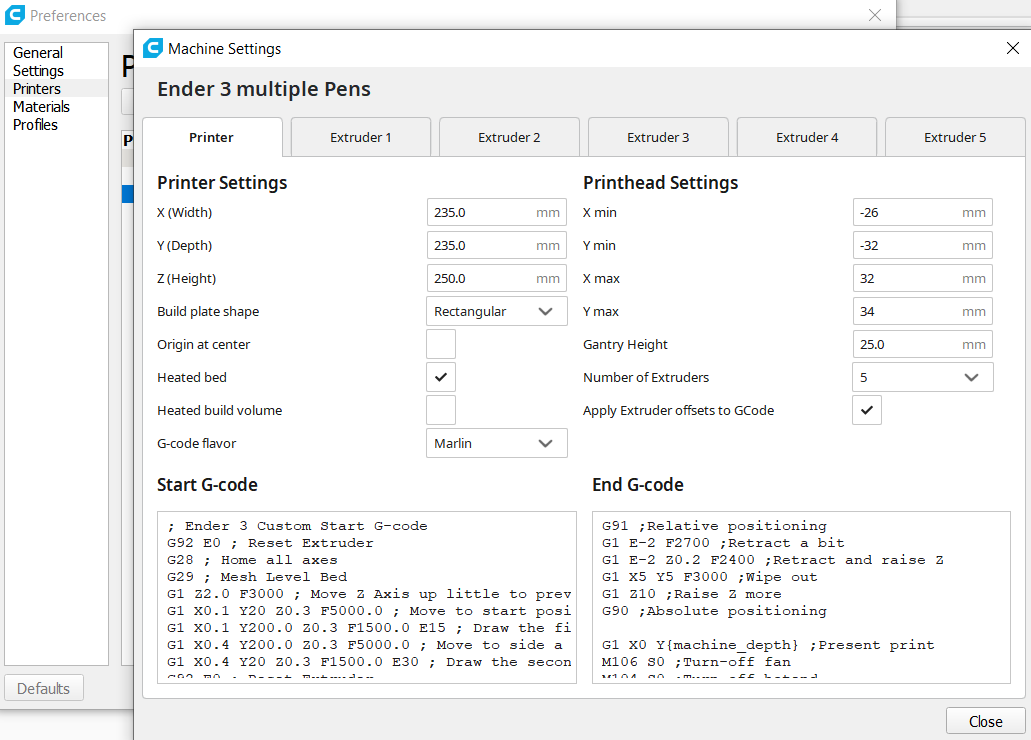 Preferences
General
Settings
Printers
Materials
Profiles
Defaults
P
P
Machine Settings
Ender 3 multiple Pens
Printer
Extruder 1
Extruder 2
Extruder 3
Extruder 4
Extruder 5
Printer Settings
X (Width) 235.0 mm
Y (Depth) 235.0 mm
Z (Height) 250.0 mm
Build plate shape Rectangular
Origin at center
Heated bed
Heated build volume
G-code flavor Marlin
Printhead Settings
X min -26 mm
Y min -32 mm
X max 32 mm
Y max 34 mm
Gantry Height 25.0 mm
Number of Extruders 5
Apply Extruder offsets to GCode
Start G-code
; Ender 3 Custom Start G-code
G92 E0 ; Reset Extruder
G28 ; Home all axes
G29 ; Mesh Level Bed
G1 Z2.0 F3000 ; Move Z Axis up little to prev
G1 X0.1 Y20 Z0.3 F5000.0 ; Move to start posi
G1 X0.1 Y200.0 Z0.3 F1500.0 E15 ; Draw the fi
G1 X0.4 Y200.0 Z0.3 F5000.0 ; Move to side a
G1 X0.4 Y20 Z0.3 F1500.0 E30 ; Draw the secon
G92 E0 ; Reset Extruder
End G-code
G91 ;Relative positioning
G1 E-2 F2700 ;Retract a bit
G1 E-2 Z0.2 F2400 ;Retract and raise Z
G1 X5 Y5 F3000 ;Wipe out
G1 Z10 ;Raise Z more
G90 ;Absolute positioning
G1 X0 Y{machine_depth} ;Present print
M106 S0 ;Turn-off fan
M104 S0 ;Turn-off hotend
Close